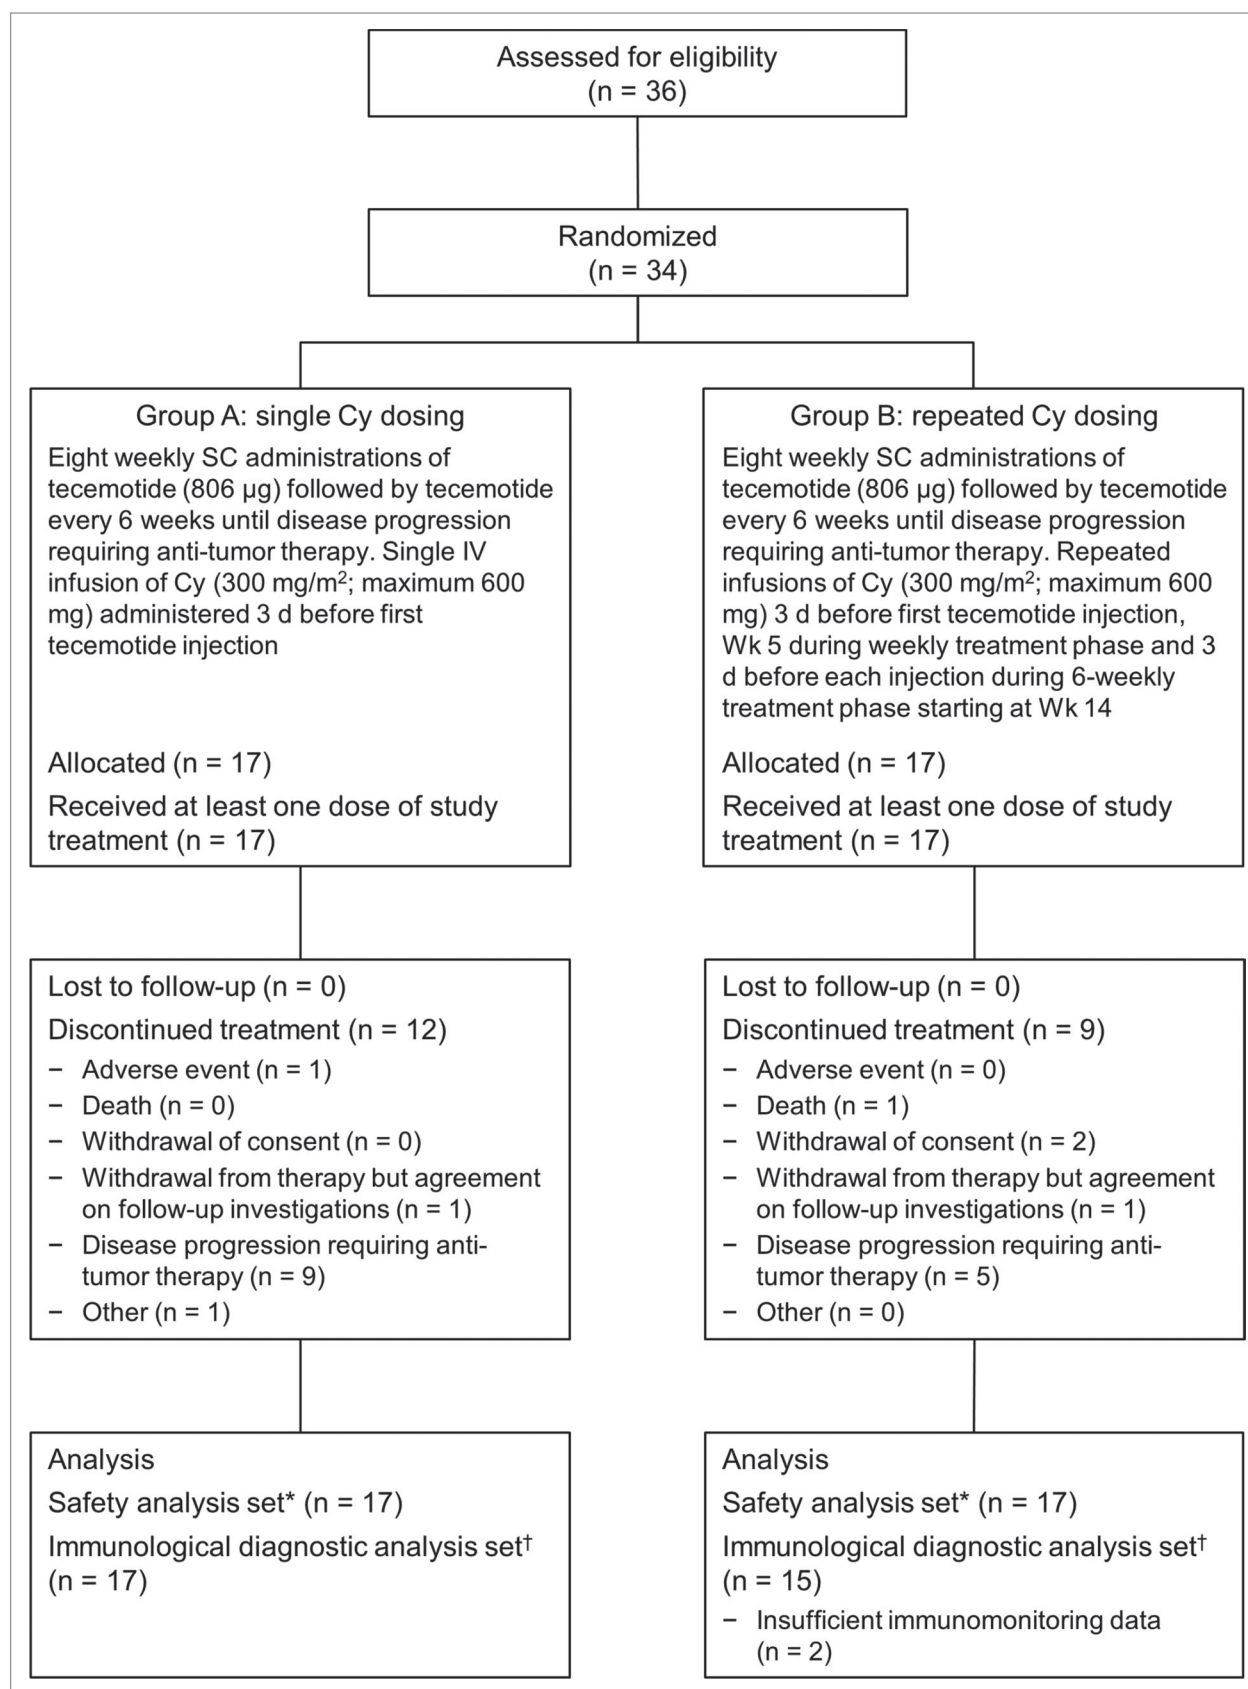 Assessed for eligibility
(n = 36)
Randomized
(n = 34)
Group A: single Cy dosing
Eight weekly SC administrations of
tecemotide (806 µg) followed by tecemotide
every 6 weeks until disease progression
requiring anti-tumor therapy. Single IV
infusion of Cy (300 mg/m²; maximum 600
mg) administered 3 d before first
tecemotide injection
Allocated (n = 17)
Received at least one dose of study
treatment (n = 17)
Group B: repeated Cy dosing
Eight weekly SC administrations of
tecemotide (806 µg) followed by tecemotide
every 6 weeks until disease progression
requiring anti-tumor therapy. Repeated
infusions of Cy (300 mg/m²; maximum 600
mg) 3 d before first tecemotide injection,
Wk 5 during weekly treatment phase and 3
d before each injection during 6-weekly
treatment phase starting at Wk 14
Allocated (n = 17)
Received at least one dose of study
treatment (n = 17)
Lost to follow-up (n = 0)
Discontinued treatment (n = 12)
− Adverse event (n = 1)
− Death (n = 0)
− Withdrawal of consent (n = 0)
− Withdrawal from therapy but agreement
on follow-up investigations (n = 1)
− Disease progression requiring anti-
tumor therapy (n = 9)
− Other (n = 1)
Lost to follow-up (n = 0)
Discontinued treatment (n = 9)
− Adverse event (n = 0)
− Death (n = 1)
− Withdrawal of consent (n = 2)
− Withdrawal from therapy but agreement
on follow-up investigations (n = 1)
− Disease progression requiring anti-
tumor therapy (n = 5)
− Other (n = 0)
Analysis
Safety analysis set* (n = 17)
Immunological diagnostic analysis set†
(n = 17)
Analysis
Safety analysis set* (n = 17)
Immunological diagnostic analysis set†
(n = 15)
− Insufficient immunomonitoring data
(n = 2)